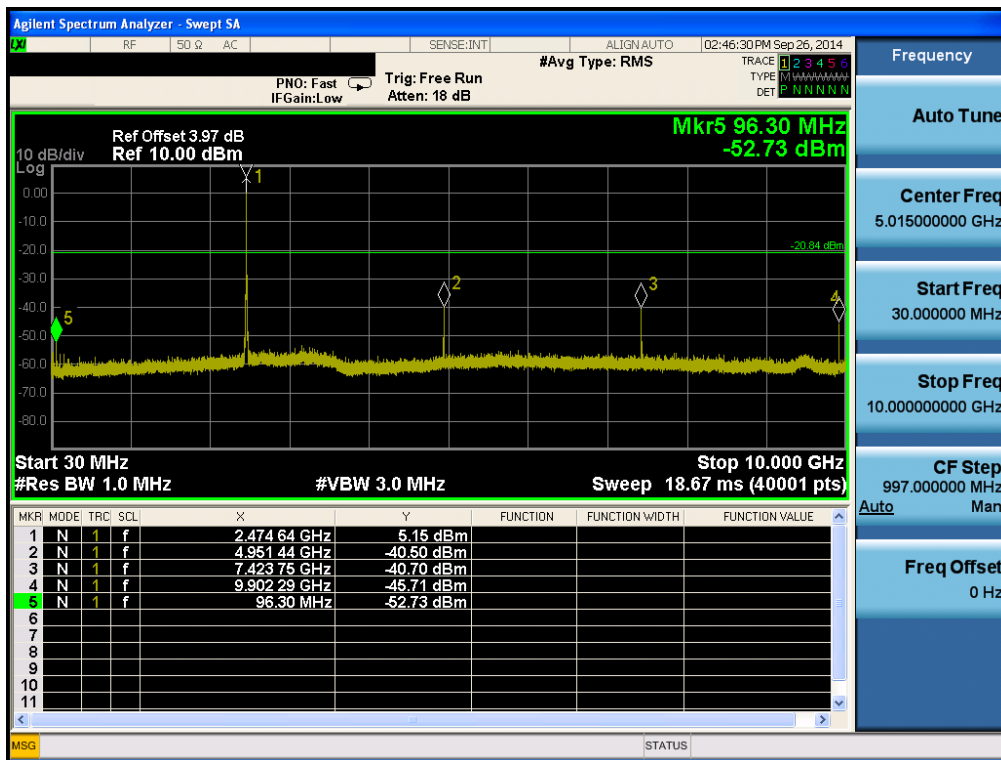 Agilent Spectrum Analyzer - Swept SA
LXI RF 50 Ω AC SENSE:INT ALIGN AUTO 02:46:30 PM Sep 26, 2014
PNO: Fast
IFGain:Low
Trig: Free Run
Atten: 18 dB
#Avg Type: RMS
TRACE 1 2 3 4 5 6
TYPE M WWWWW
DET P N N N N N
Frequency
Auto Tune
Center Freq
5.015000000 GHz
Start Freq
30.000000 MHz
Stop Freq
10.000000000 GHz
CF Step
997.000000 MHz
Auto Man
Freq Offset
0 Hz
Mkr5 96.30 MHz
-52.73 dBm
Ref Offset 3.97 dB
10 dB/div Ref 10.00 dBm
Log
0.00
-10.0
-20.0
-30.0
-40.0
-50.0
-60.0
-70.0
-80.0
-20.84 dBm
1
2
3
4
5
Start 30 MHz Stop 10.000 GHz
#Res BW 1.0 MHz #VBW 3.0 MHz Sweep 18.67 ms (40001 pts)
MKR MODE TRC SCL X Y FUNCTION FUNCTION WIDTH FUNCTION VALUE
1 N 1 f 2.474 64 GHz 5.15 dBm
2 N 1 f 4.951 44 GHz -40.50 dBm
3 N 1 f 7.423 75 GHz -40.70 dBm
4 N 1 f 9.902 29 GHz -45.71 dBm
5 N 1 f 96.30 MHz -52.73 dBm
6
7
8
9
10
11
MSG STATUS